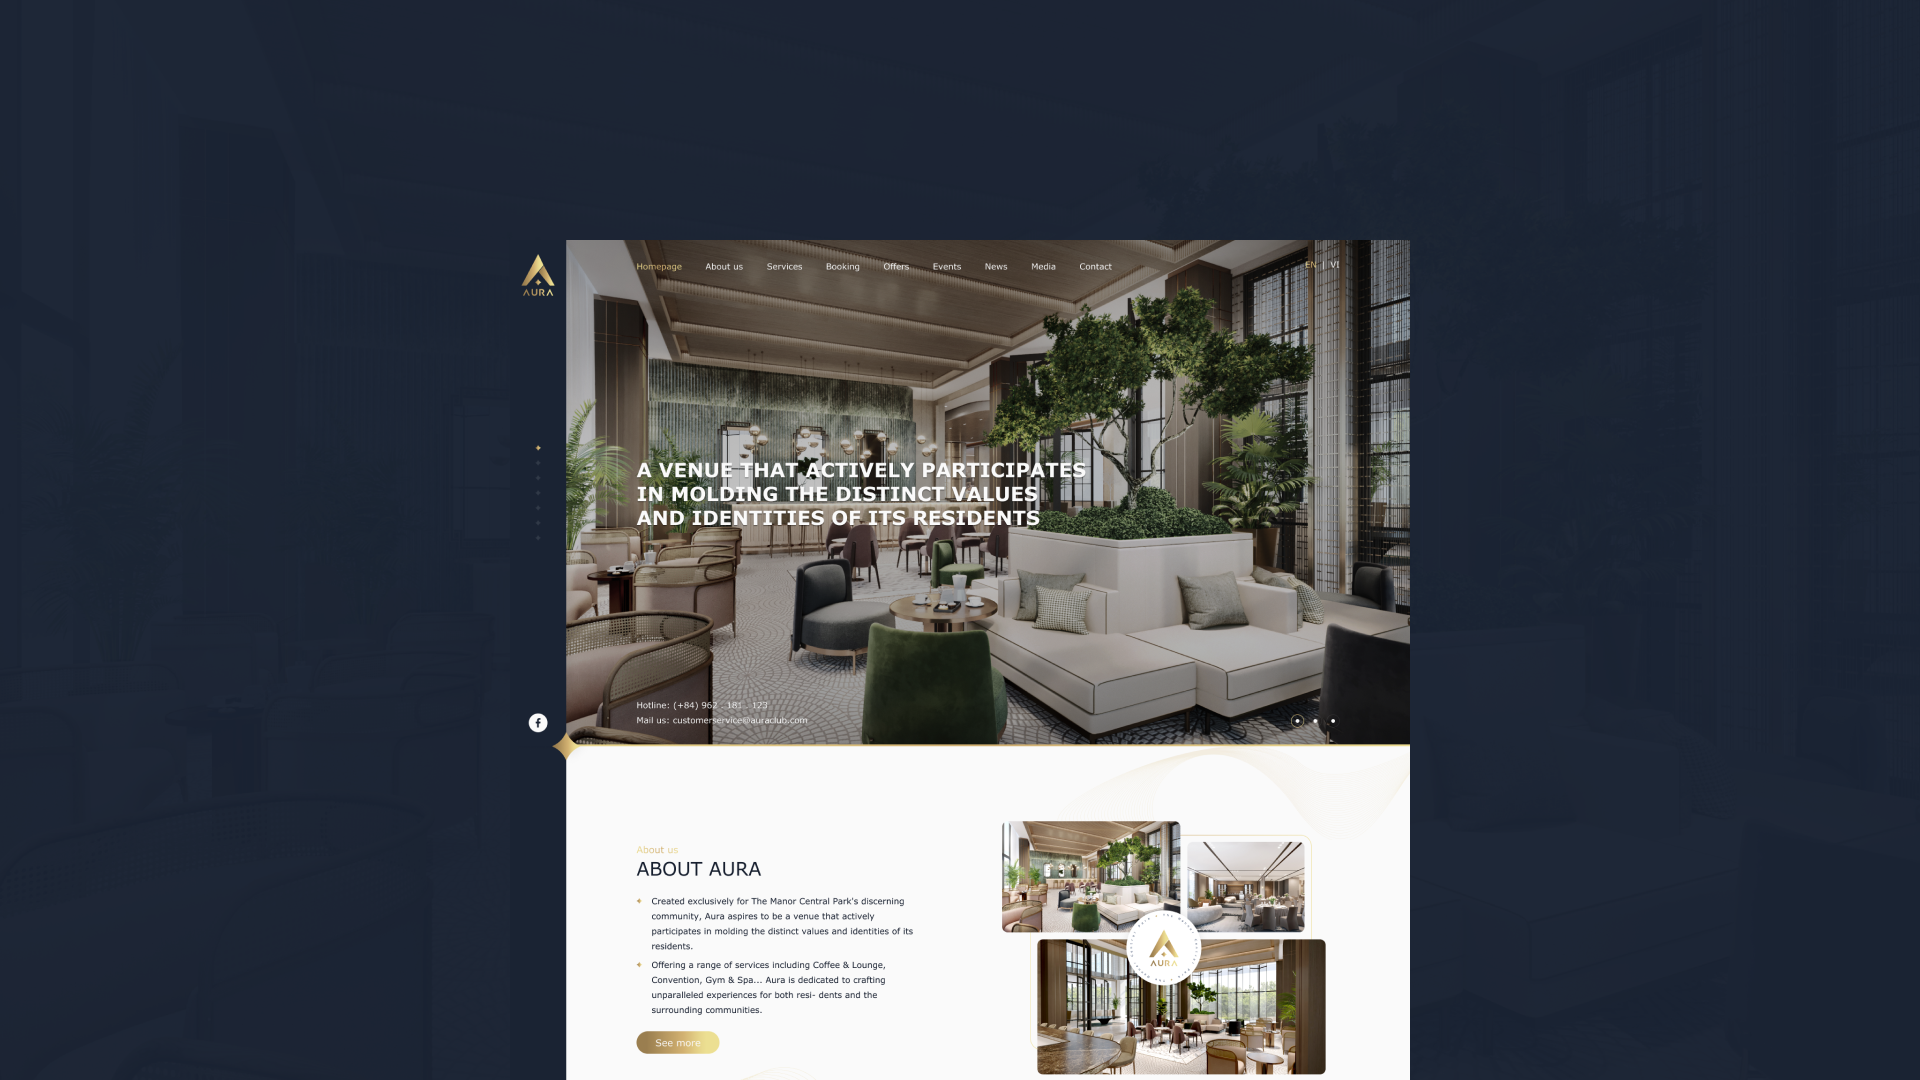 AURA
Homepage About us Services Booking Offers Events News Media Contact
EN | VI
A VENUE THAT ACTIVELY PARTICIPATES
IN MOLDING THE DISTINCT VALUES
AND IDENTITIES OF ITS RESIDENTS
Hotline: (+84) 962 . 181 . 123
Mail us: customerservice@auraclub.com
About us
ABOUT AURA
Created exclusively for The Manor Central Park's discerning
community, Aura aspires to be a venue that actively
participates in molding the distinct values and identities of its
residents.
Offering a range of services including Coffee & Lounge,
Convention, Gym & Spa... Aura is dedicated to crafting
unparalleled experiences for both resi- dents and the
surrounding communities.
See more
AURA